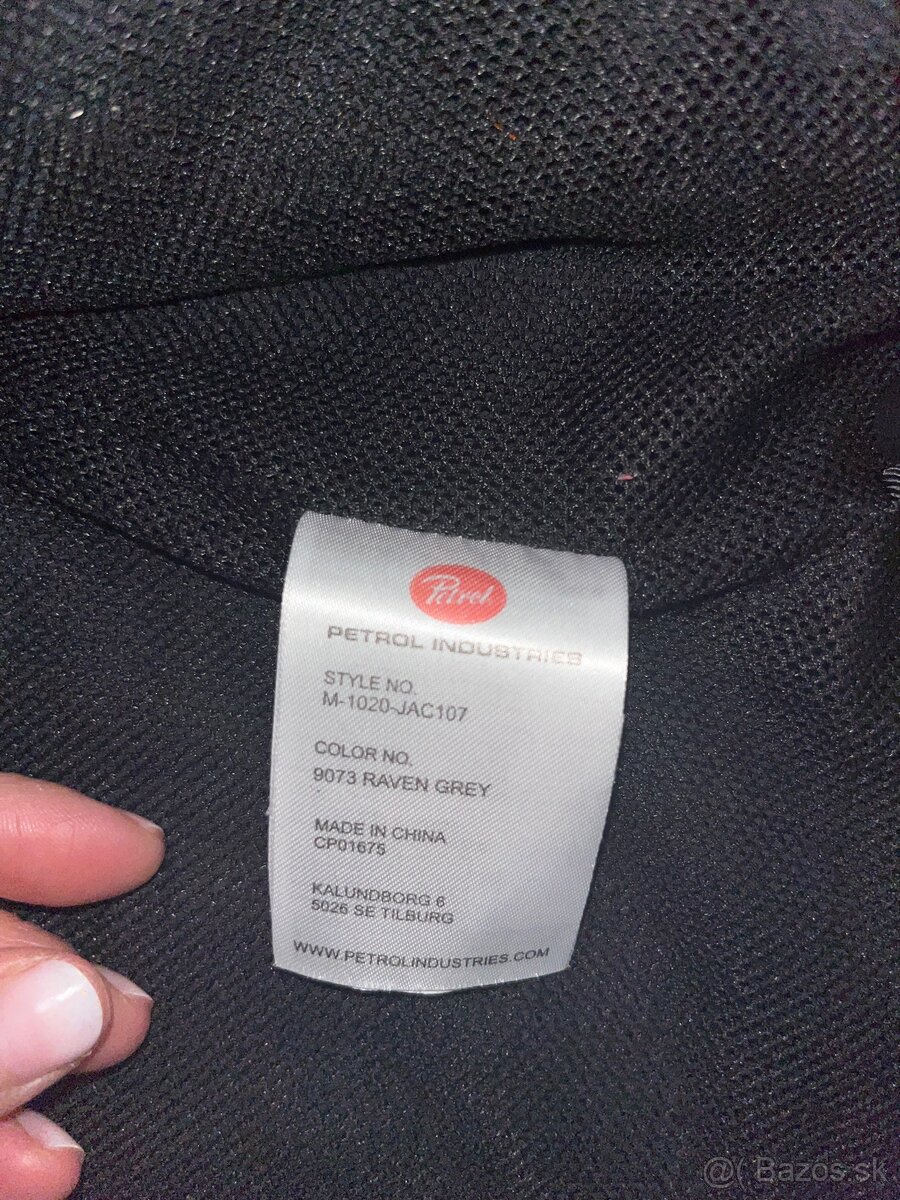 Petrol
PETROL INDUSTRIES
STYLE NO.
M-1020-JAC107
COLOR NO.
9073 RAVEN GREY
MADE IN CHINA
CP01675
KALUNDBORG 6
5026 SE TILBURG
WWW.PETROLINDUSTRIES.COM
@( Bazos.sk